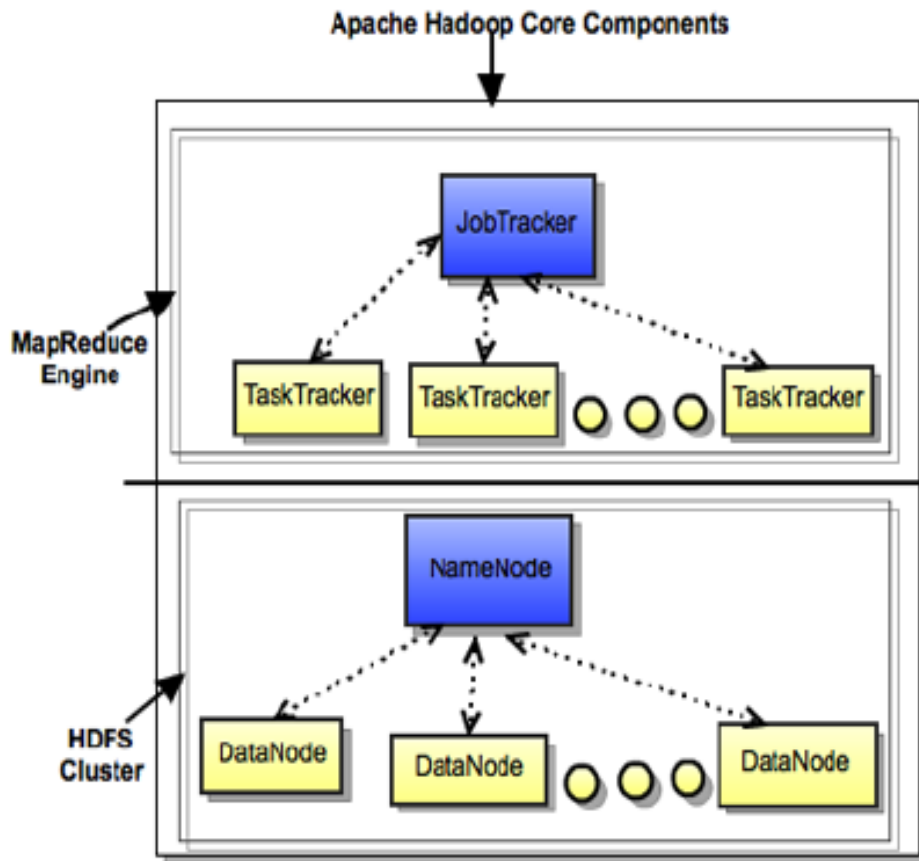 Apache Hadoop Core Components
JobTracker
MapReduce
Engine
TaskTracker
TaskTracker
TaskTracker
NameNode
HDFS
Cluster
DataNode
DataNode
DataNode